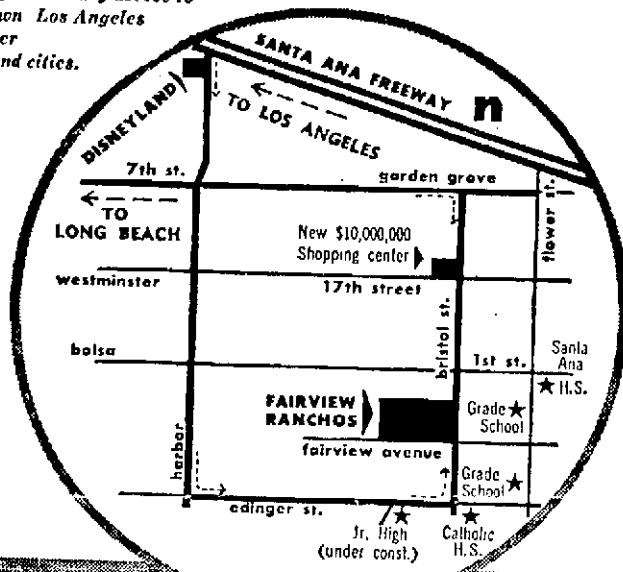 Los Angeles
nd cities.
SANTA ANA FREEWAY
n
DISNEYLAND
TO LOS ANGELES
7th st.
garden grove
flower st.
TO
LONG BEACH
New $10,000,000
Shopping center
westminster
17th street
bristol st.
bolsa
1st st.
Santa
Ana
H.S.
FAIRVIEW
RANCHOS
Grade
School
fairview avenue
harbor
Grade
School
edinger st.
Jr. High
(under const.)
Catholic
H.S.